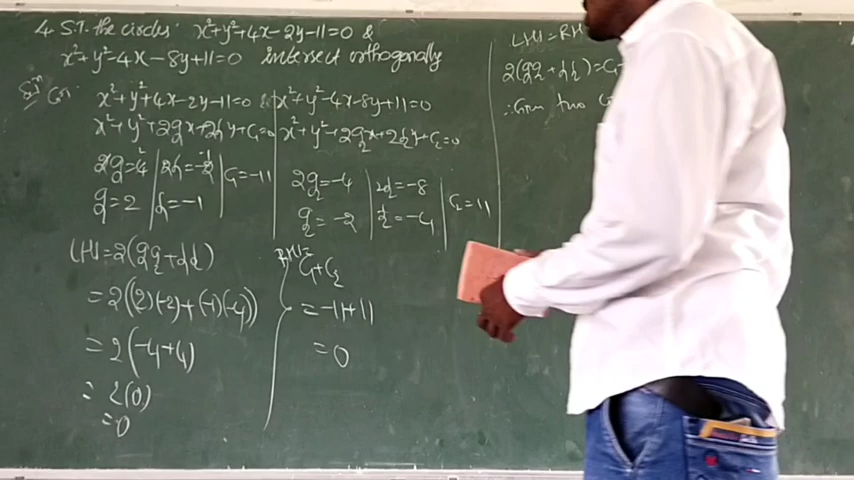 4. S.T. the circles x²+y²+4x-2y-11=0 &
x²+y²-4x-8y+11=0 intersect orthogonally
Solⁿ Gn x²+y²+4x-2y-11=0 & x²+y²-4x-8y+11=0
x²+y²+2g₁x+2f₁y+c₁=0 x²+y²+2g₂x+2f₂y+c₂=0
2g₁=4 2f₁=-2 c₁=-11
g₁=2 f₁=-1
2g₂=-4 2f₂=-8 c₂=11
g₂=-2 f₂=-4
LHS=2(g₁g₂+f₁f₂)
=2((2)(-2)+(-1)(-4))
=2(-4+4)
=2(0)
=0
RHS=
c₁+c₂
=-11+11
=0
LHS=RH
2(g₁g₂+f₁f₂)=c₁+
∴ Given two